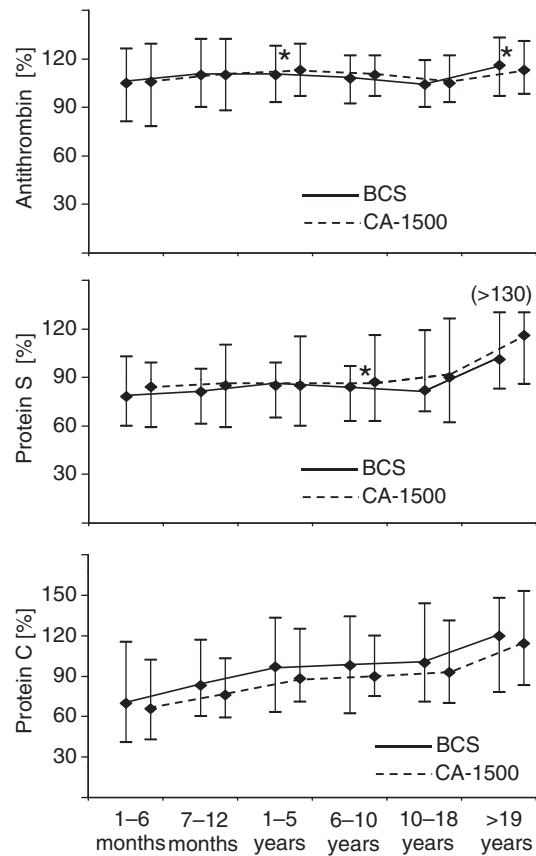 Antithrombin [%]
120
90
60
30
*
*
BCS
CA-1500
Protein S [%]
120
90
60
30
(>130)
*
BCS
CA-1500
Protein C [%]
150
120
90
60
30
BCS
CA-1500
1–6 months
7–12 months
1–5 years
6–10 years
10–18 years
>19 years